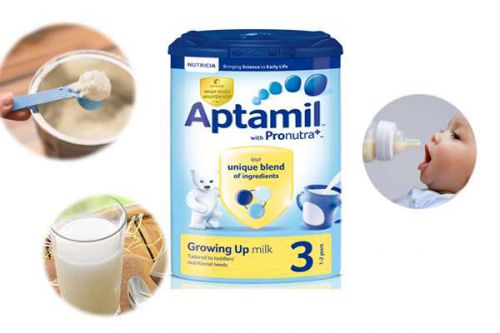 NUTRICIA
Bringing Science to Early Life.
Aptamil
with Pronutra+
our
unique blend
of ingredients
Growing Up milk
Tailored to toddlers'
nutritional needs
3
1-2 years